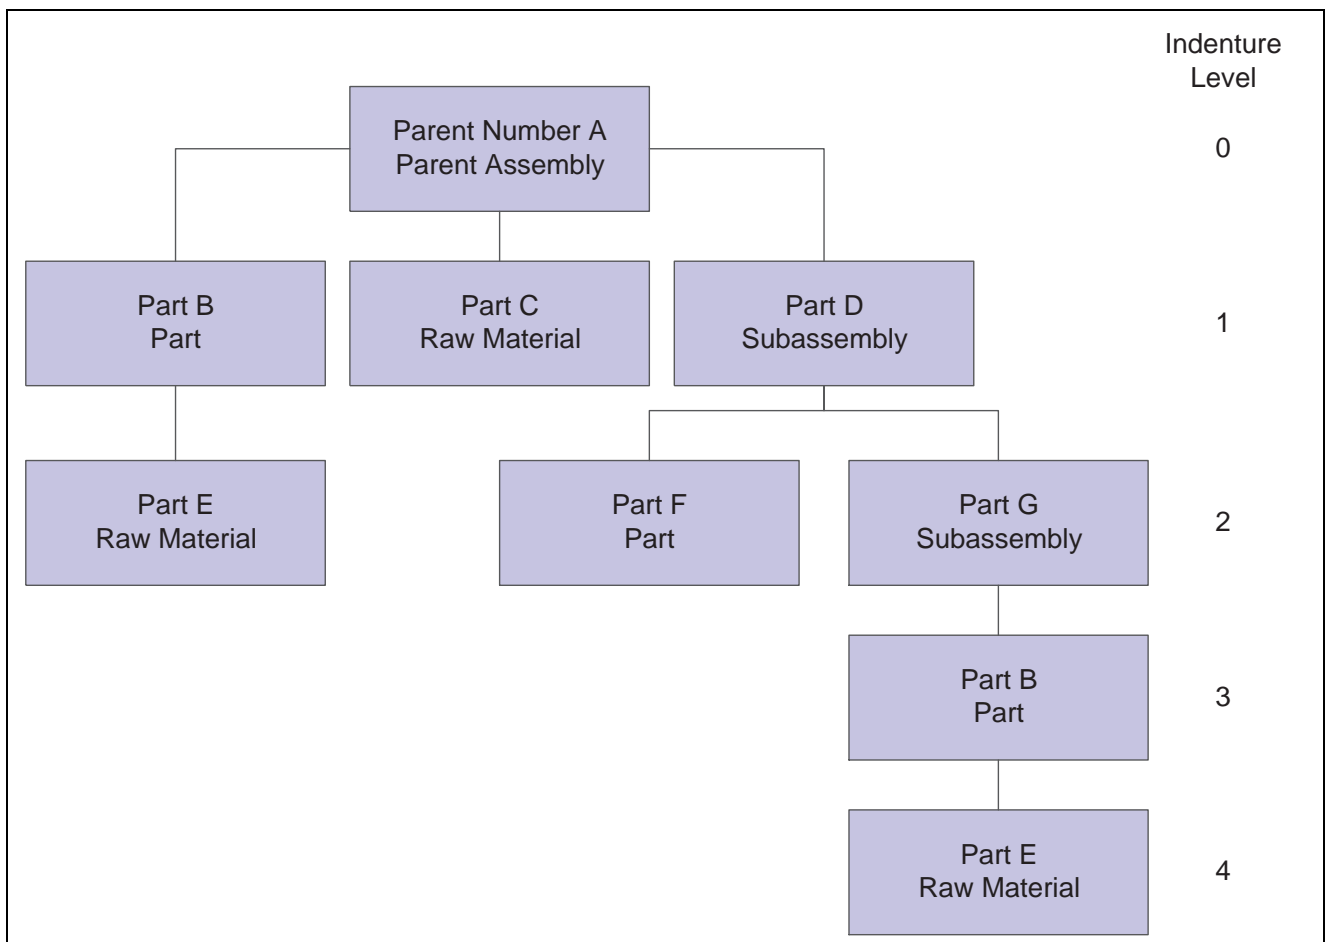 Indenture
Level
Parent Number A
Parent Assembly
0
Part B
Part
Part C
Raw Material
Part D
Subassembly
1
Part E
Raw Material
Part F
Part
Part G
Subassembly
2
Part B
Part
3
Part E
Raw Material
4